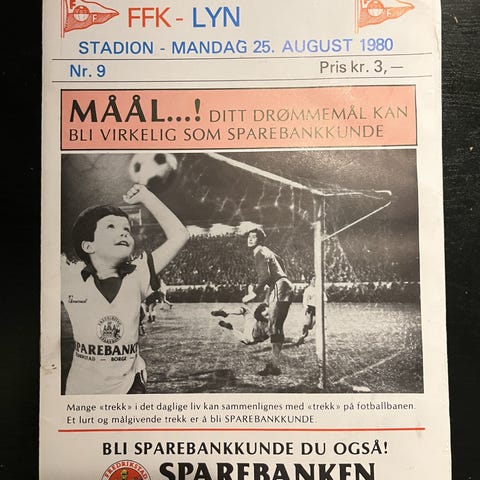 FFK - LYN
STADION - MANDAG 25. AUGUST 1980
Nr. 9 Pris kr. 3,—
MÅÅL...! DITT DRØMMEMÅL KAN
BLI VIRKELIG SOM SPAREBANKKUNDE
SPAREBANKEN
Mange «trekk» i det daglige liv kan sammenlignes med «trekk» på fotballbanen.
Et lurt og målgivende trekk er å bli SPAREBANKKUNDE.
BLI SPAREBANKKUNDE DU OGSÅ!
FREDRIKSTAD
SPAREBANKEN